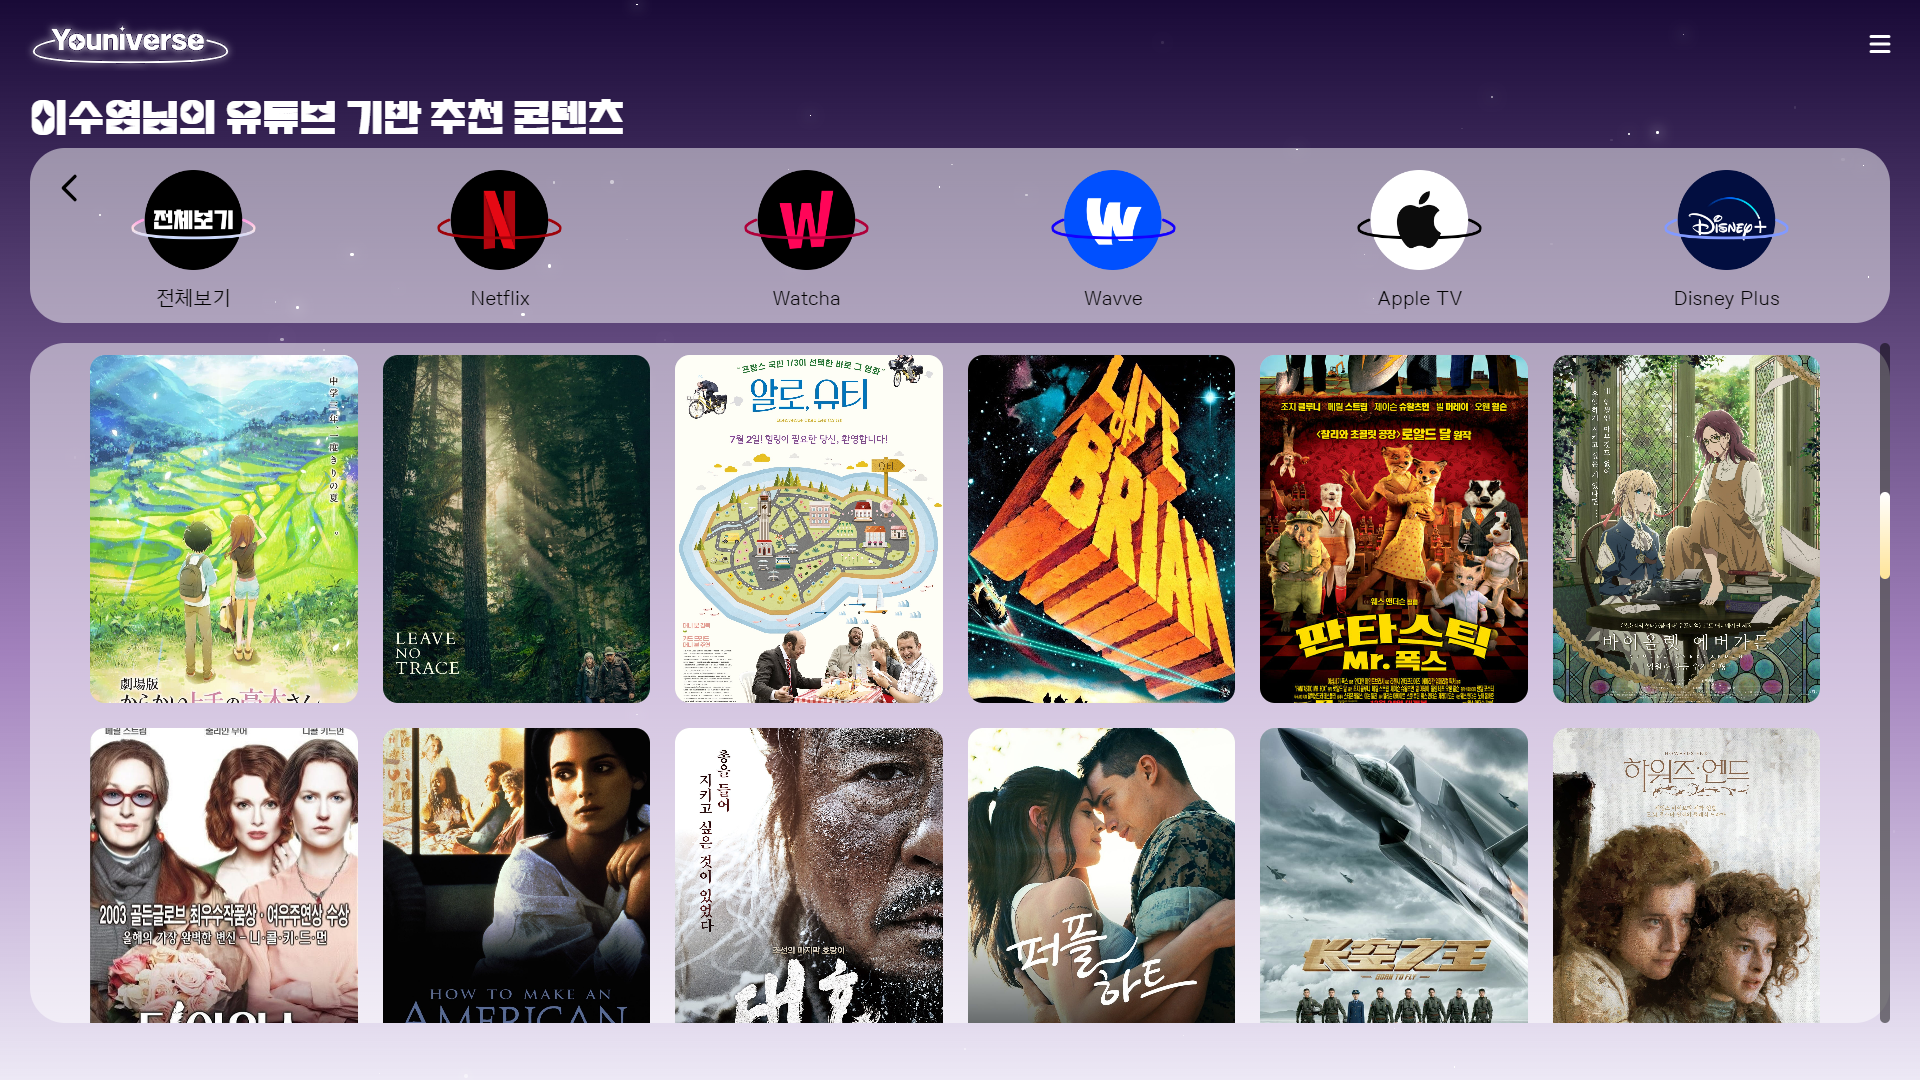 Youniverse
이수영님의 유튜브 기반 추천 콘텐츠
전체보기
N
W
W
Disney+
전체보기
Netflix
Watcha
Wavve
Apple TV
Disney Plus
中学三年、一度きりの夏。
劇場版
からかい上手の高木さん
LEAVE
NO
TRACE
프랑스 국민 1/3이 선택한 바로 그 영화
알로, 슈티
7월 2일! 힐링이 필요한 당신, 환영합니다!
LIFE
OF
BRIAN
조지 클루니 메릴 스트립 제이슨 슈왈츠먼 빌 머레이 오웬 윌슨
<찰리와 초콜릿 공장> 로알드 달 원작
웨스 앤더슨 감독
판타스틱
Mr. 폭스
바이올렛 에버가든
메릴 스트립 줄리안 무어 니콜 키드먼
2003 골든글로브 최우수작품상·여우주연상 수상
올해의 가장 완벽한 변신 - 니·콜·키·드·먼
디 아워스
HOW TO MAKE AN
AMERICAN
총을 들어
지키고 싶은 것이 있었다
조선의 마지막 호랑이
대호
퍼플
하트
长空之王
BORN TO FLY
하워즈 엔드